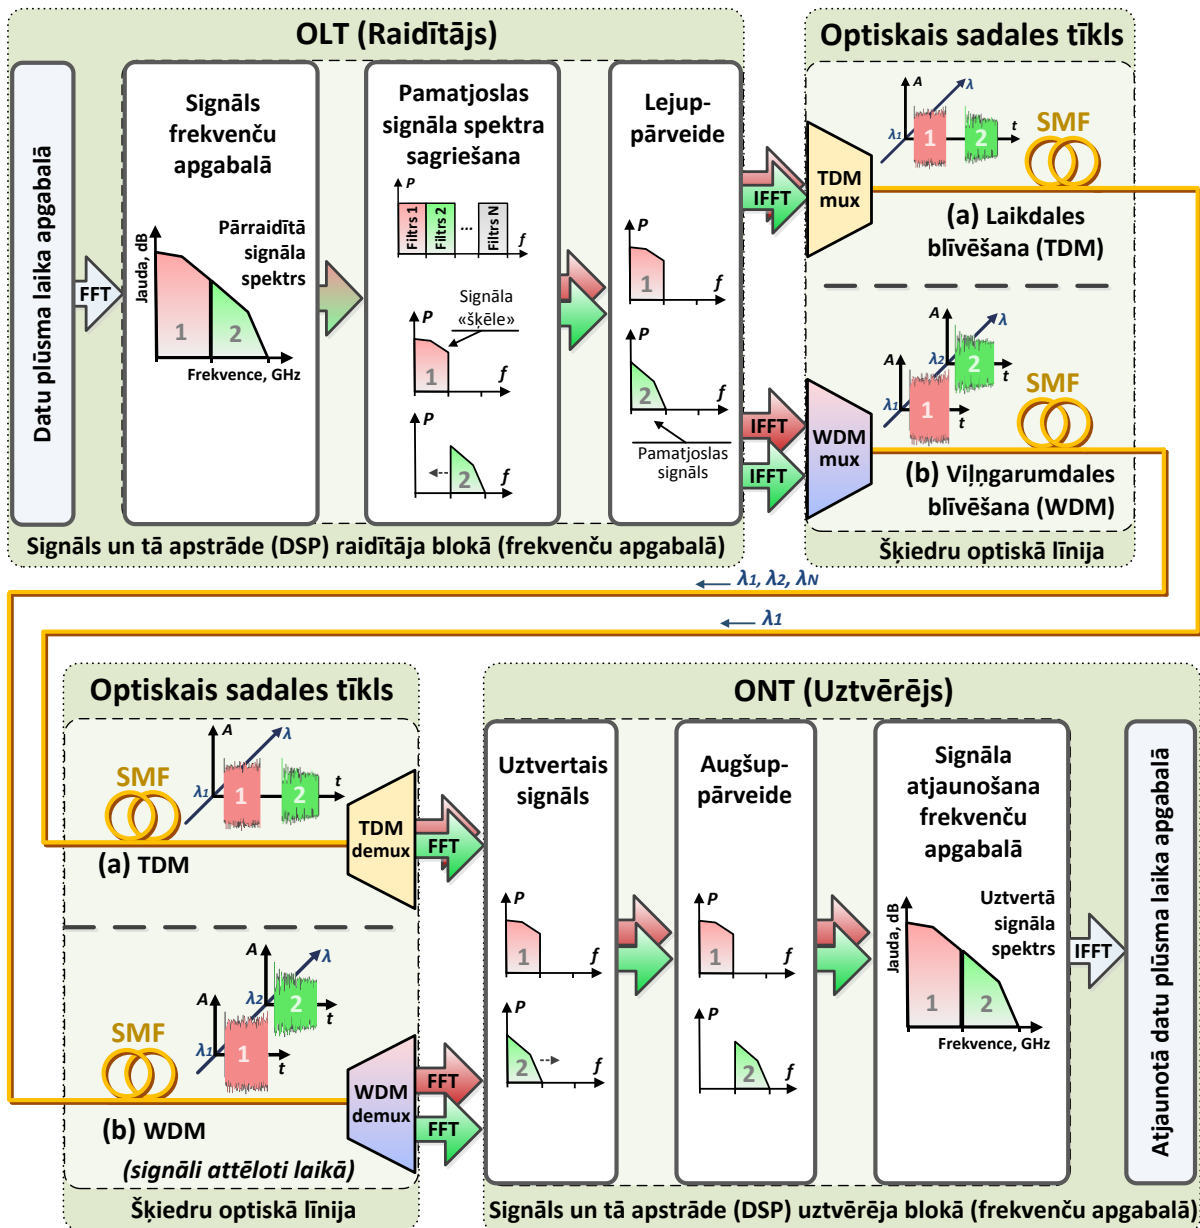 OLT (Raidītājs)
Datu plūsma laika apgabalā
FFT
Signāls
frekvenču
apgabalā
Jauda, dB
Pārraidītā
signāla
spektrs
1
2
Frekvence, GHz
Pamatjoslas
signāla spektra
sagriešana
P
Filtrs 1
Filtrs 2
...
Filtrs N
f
Signāla
«šķēle»
P
1
f
P
2
f
Lejup-
pārveide
P
1
f
P
2
f
Pamatjoslas
signāls
IFFT
IFFT
IFFT
Signāls un tā apstrāde (DSP) raidītāja blokā (frekvenču apgabalā)
Optiskais sadales tīkls
TDM
mux
A
λ
λ1
1
2
t
SMF
(a) Laikdales
blīvēšana (TDM)
WDM
mux
A
λ
λ2
2
t
A
λ1
1
t
SMF
(b) Viļņgarumdales
blīvēšana (WDM)
Šķiedru optiskā līnija
λ1, λ2, λN
λ1
Optiskais sadales tīkls
SMF
A
λ
λ1
1
2
t
TDM
demux
(a) TDM
A
λ
λ2
2
t
A
λ1
1
t
SMF
WDM
demux
(b) WDM
(signāli attēloti laikā)
Šķiedru optiskā līnija
FFT
FFT
FFT
ONT (Uztvērējs)
Uztvertais
signāls
P
1
f
P
2
f
Augšup-
pārveide
P
1
f
P
2
f
Signāla
atjaunošana
frekvenču
apgabalā
Jauda, dB
Uztvertā
signāla
spektrs
1
2
Frekvence, GHz
IFFT
Atjaunotā datu plūsma laika apgabalā
Signāls un tā apstrāde (DSP) uztvērēja blokā (frekvenču apgabalā)